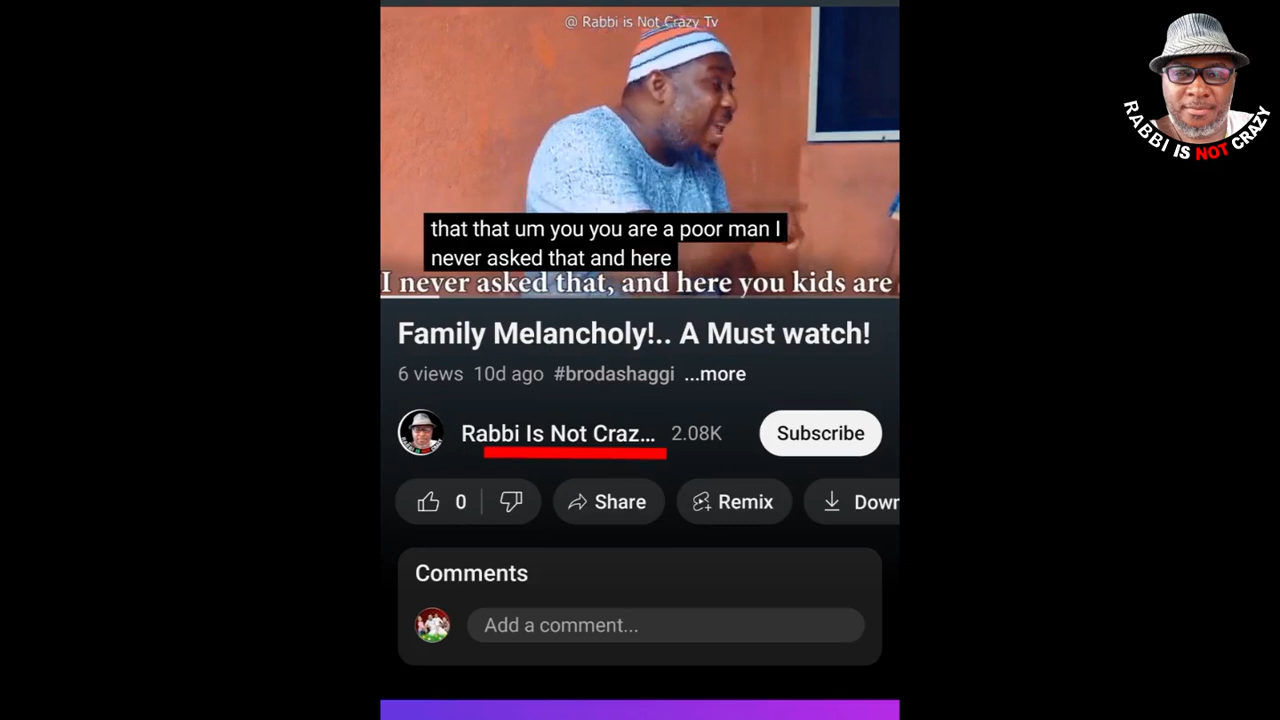 @ Rabbi is Not Crazy Tv
RABBI IS NOT CRAZY
that that um you you are a poor man I
never asked that and here
I never asked that, and here you kids are
Family Melancholy!.. A Must watch!
6 views 10d ago #brodashaggi ...more
Rabbi Is Not Craz... 2.08K Subscribe
0 Share Remix Down
Comments
Add a comment...